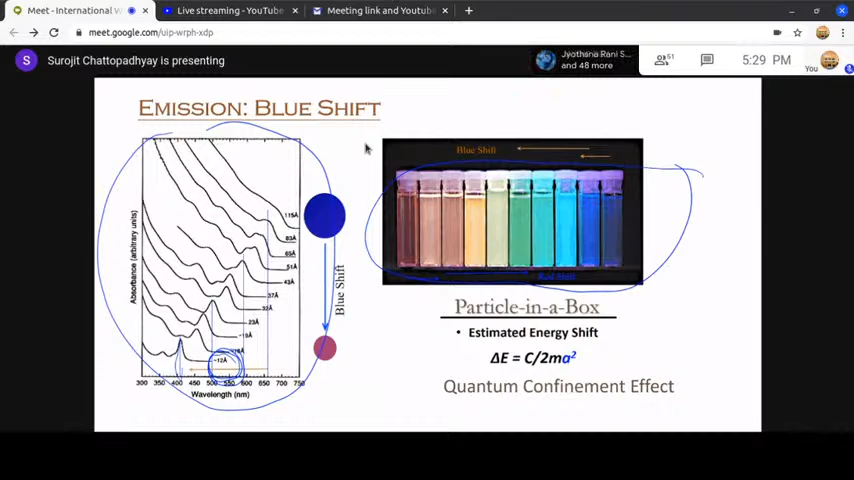 Meet - International W
Live streaming - YouTube
Meeting link and Youtub
meet.google.com/uip-wrph-xdp
S
Surojit Chattopadhyay is presenting
Jyothana Rani S...
and 48 more
51
5:29 PM
You
EMISSION: BLUE SHIFT
Absorbance (arbitrary units)
115Å
83Å
65Å
51Å
43Å
37Å
32Å
23Å
~12Å
300 350 400 450 500 550 600 650 700 750
Wavelength (nm)
Blue Shift
Blue Shift
Red Shift
Particle-in-a-Box
• Estimated Energy Shift
ΔE = C/2ma²
Quantum Confinement Effect